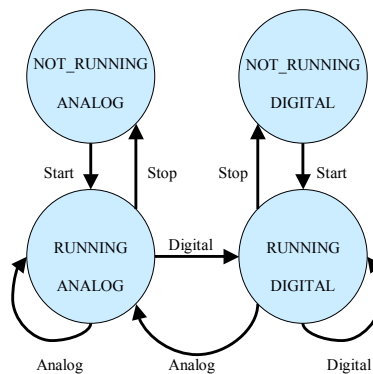 NOT_RUNNING
ANALOG
NOT_RUNNING
DIGITAL
Start
Stop
Stop
Start
RUNNING
ANALOG
Digital
RUNNING
DIGITAL
Analog
Analog
Digital